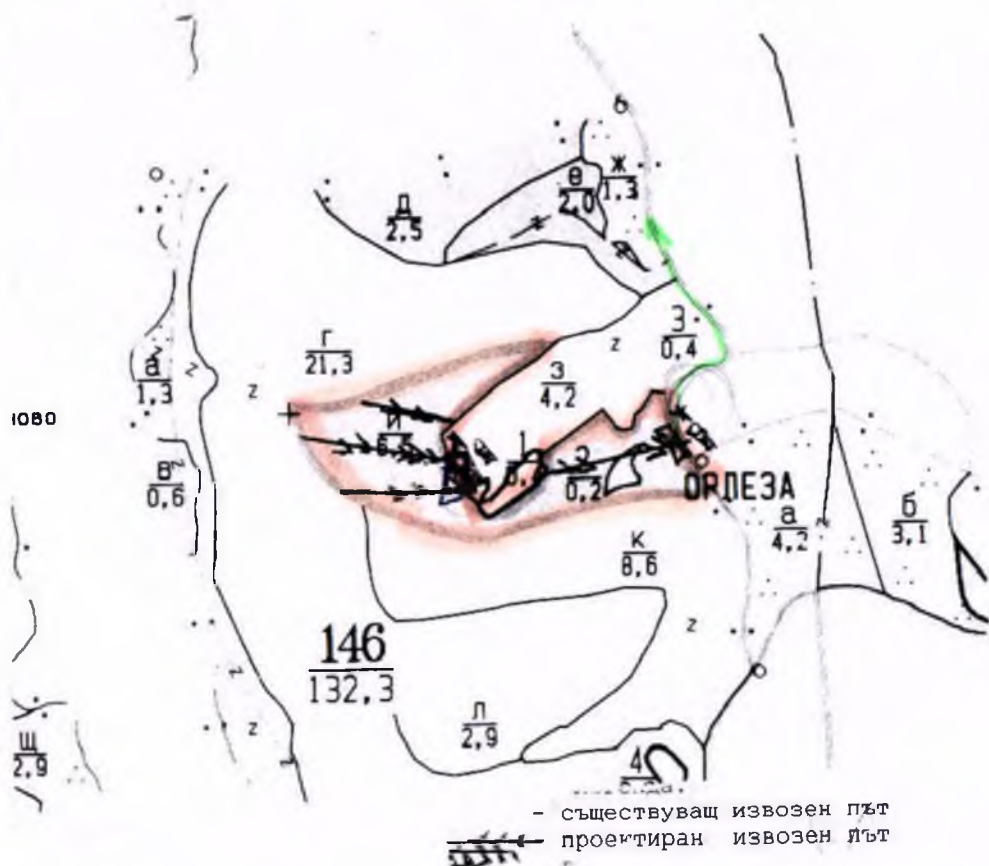 б
Ж
1,3
е
2,0
Д
2,5
Г
21,3
З
0,4
а
1,3
З
4,2
1080
И
1
2
0,2
ОРЛЕЗА
В
0,6
а
4,2
б
3,1
К
8,6
146
132,3
Л
2,9
Щ
2,9
4
- съществуващ извозен път
проектиран извозен път